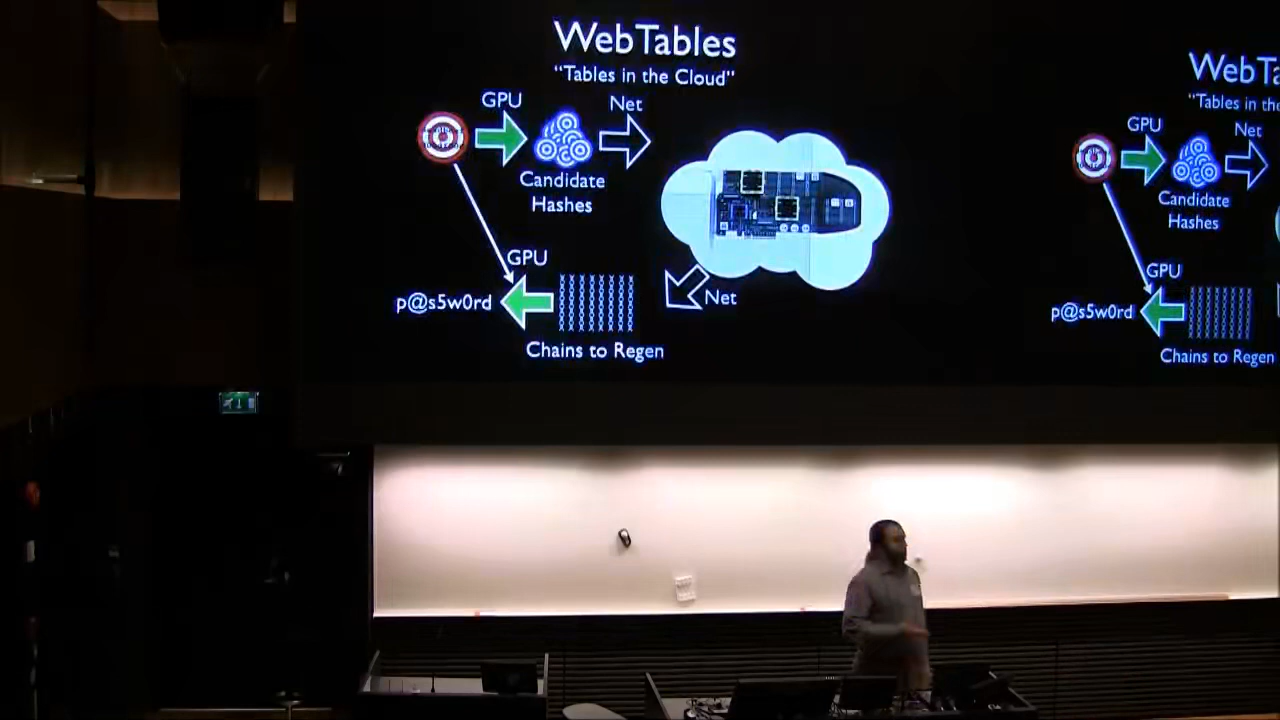 WebTables
"Tables in the Cloud"
GPU
Net
Candidate
Hashes
GPU
p@s5w0rd
Net
Chains to Regen
WebTa
"Tables in the
GPU
Net
Candidate
Hashes
GPU
p@s5w0rd
Chains to Regen